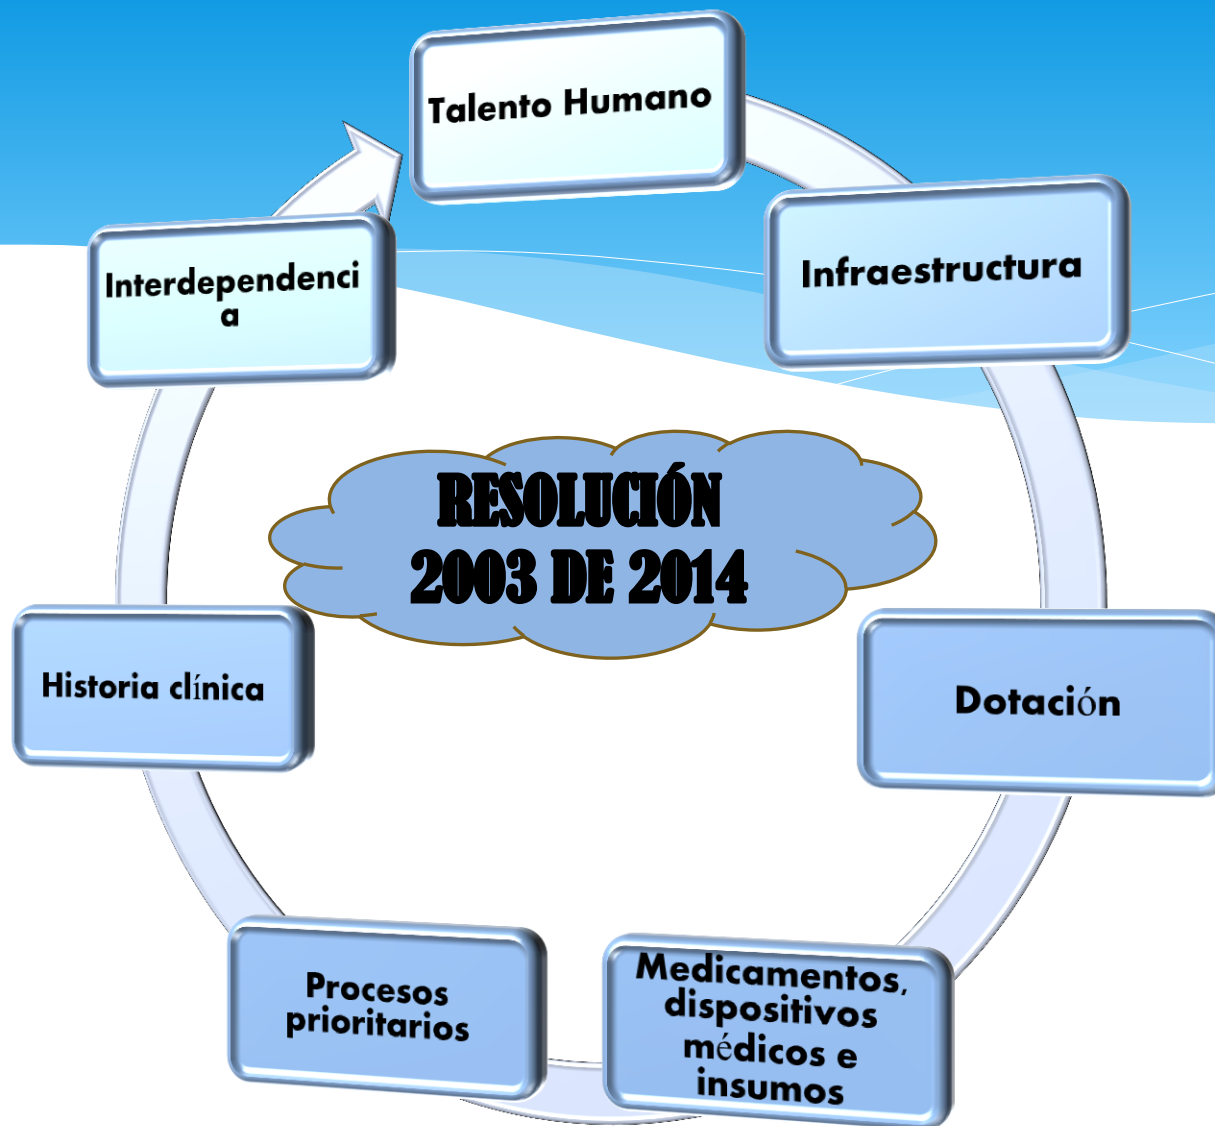 Talento Humano
Infraestructura
Dotación
Medicamentos,
dispositivos
médicos e
insumos
Procesos
prioritarios
Historia clínica
Interdependenci
a
RESOLUCIÓN
2003 DE 2014